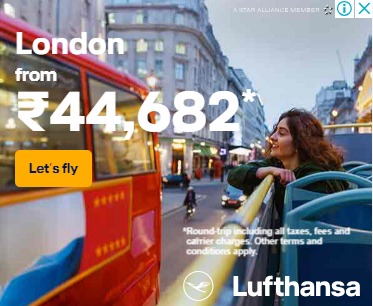 A STAR ALLIANCE MEMBER
London
from
₹44,682*
Let's fly
*Round-trip including all taxes, fees and
carrier charges. Other terms and
conditions apply.
Lufthansa